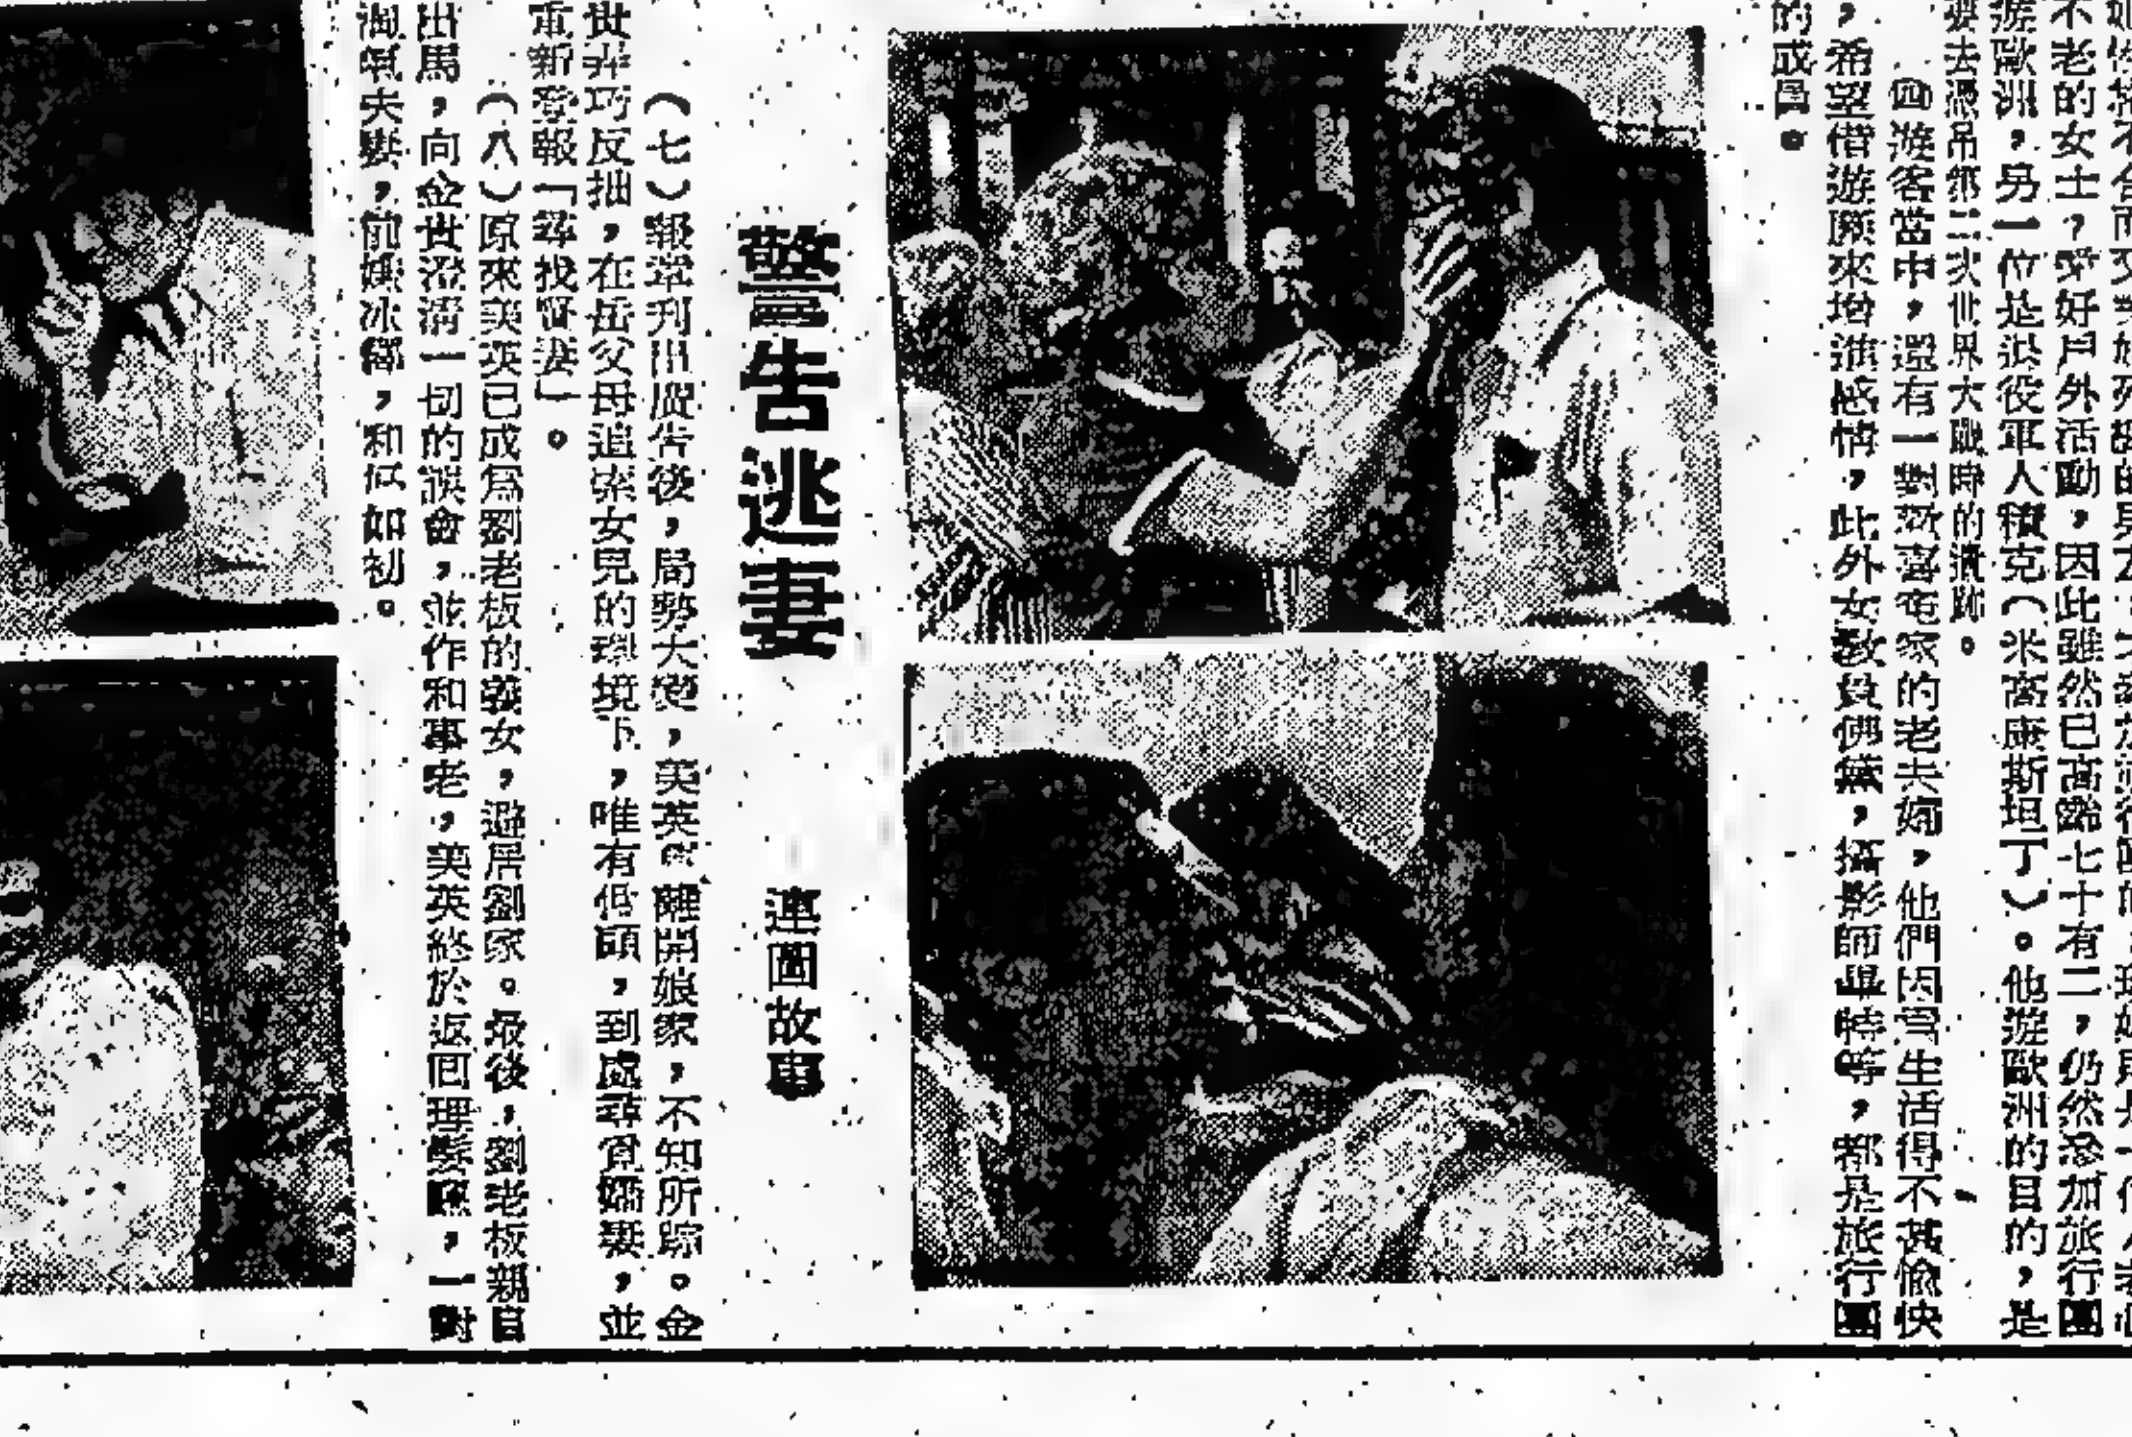 不老的女士，愛好戶外活動，因此雖然已高齡七十有二，仍然參加旅行團
遊歐洲，另一位是退役軍人積克（米高康斯坦丁）。他遊歐洲的目的，是
要去憑吊第二次世界大戰時的遺跡。
四遊客當中，還有一對歡喜冤家的老夫婦，他們因爲生活得不甚愉快
，希望借遊歷來增進感情，此外女教員佛黛，攝影師畢特等，都是旅行團
的成員。
警告逃妻
連圖故事
（七）報章刊出廣告後，局勢大變，美英離開娘家，不知所踪。金
世非巧反拙，在岳父母追索女兒的環境下，唯有低頭，到處尋覓嬌妻，並
重新登報「尋找賢妻」。
（八）原來美英已成爲劉老板的義女，避居劉家。最後，劉老板親自
出馬，向金世澄清一切的誤會，並作和事老，美英終於返回理髮廳，一對
淘氣夫妻，前嫌冰釋，和好如初。